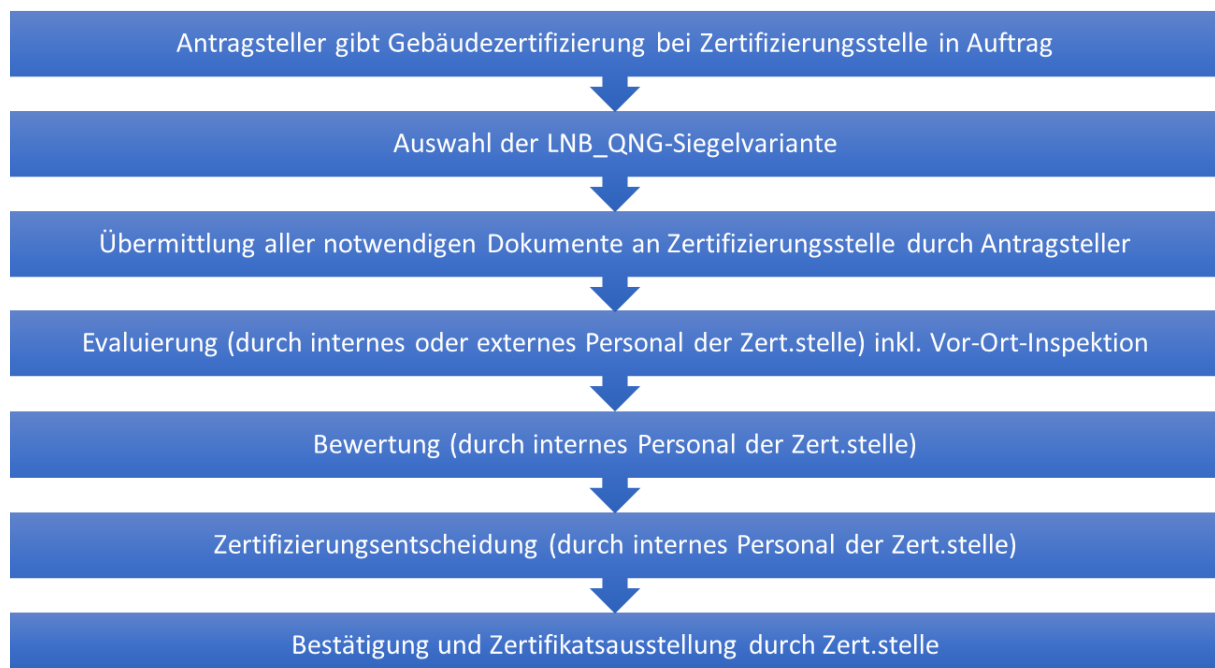 Antragsteller gibt Gebäudezertifizierung bei Zertifizierungsstelle in Auftrag
Auswahl der LNB_QNG-Siegelvariante
Übermittlung aller notwendigen Dokumente an Zertifizierungsstelle durch Antragsteller
Evaluierung (durch internes oder externes Personal der Zert.stelle) inkl. Vor-Ort-Inspektion
Bewertung (durch internes Personal der Zert.stelle)
Zertifizierungsentscheidung (durch internes Personal der Zert.stelle)
Bestätigung und Zertifikatsausstellung durch Zert.stelle